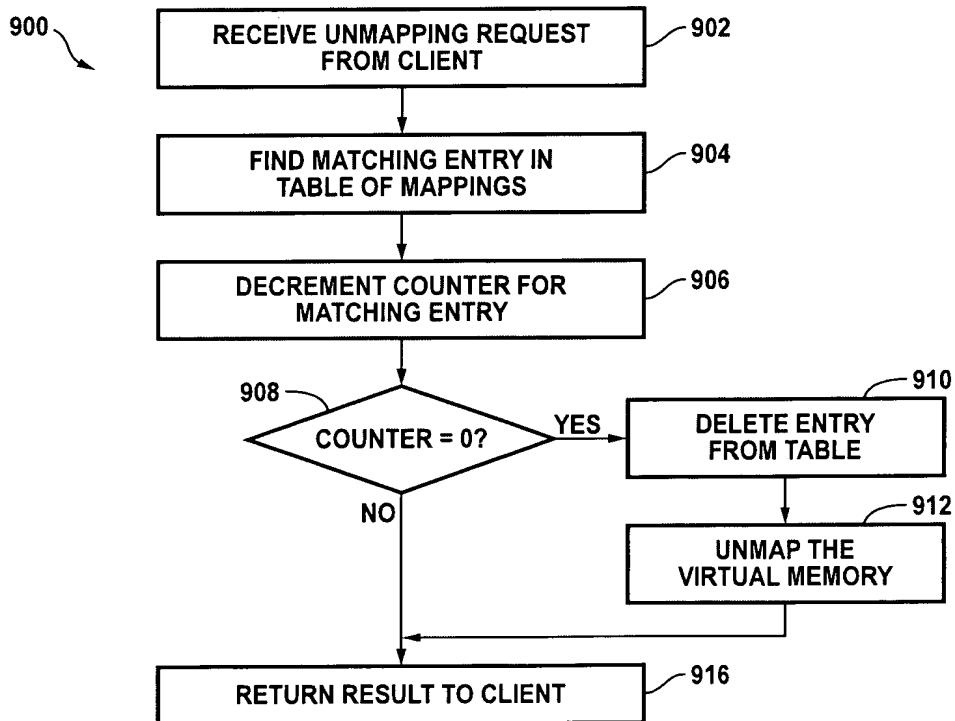 900
RECEIVE UNMAPPING REQUEST
FROM CLIENT
902
FIND MATCHING ENTRY IN
TABLE OF MAPPINGS
904
DECREMENT COUNTER FOR
MATCHING ENTRY
906
908
COUNTER = 0?
YES
NO
910
DELETE ENTRY
FROM TABLE
912
UNMAP THE
VIRTUAL MEMORY
RETURN RESULT TO CLIENT
916